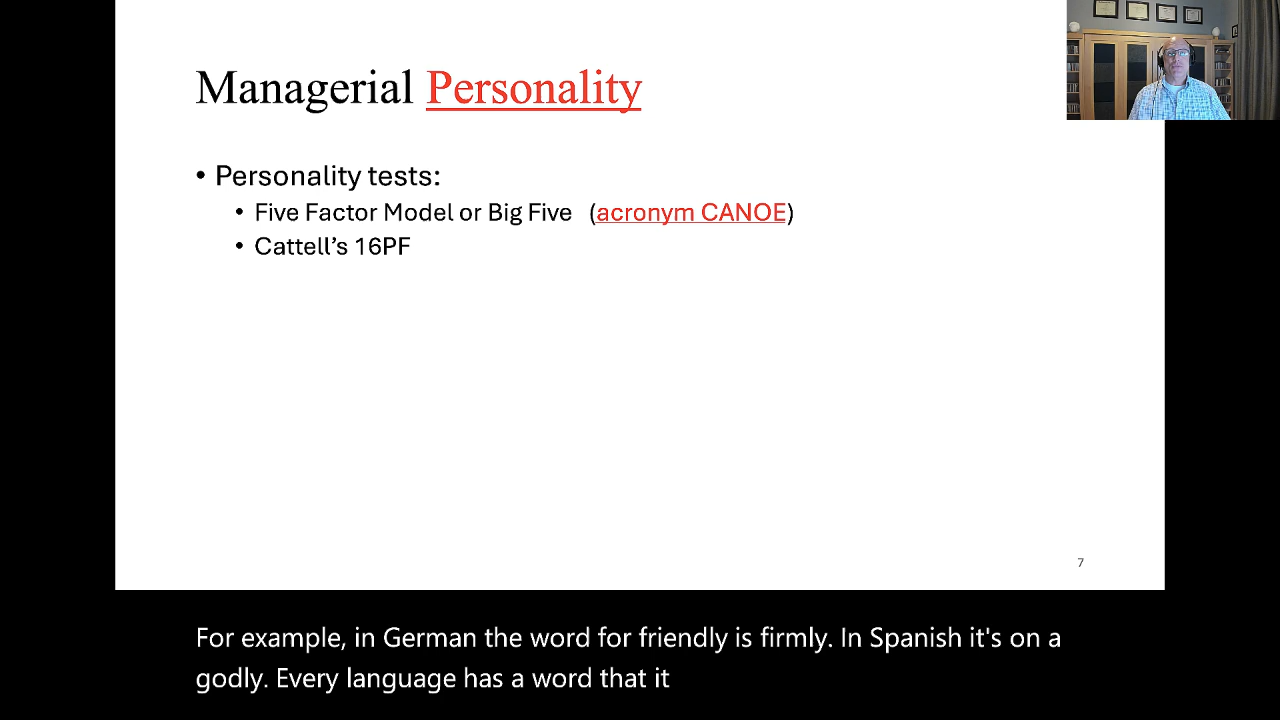 Managerial Personality
• Personality tests:
• Five Factor Model or Big Five (acronym CANOE)
• Cattell’s 16PF
7
For example, in German the word for friendly is firmly. In Spanish it's on a
godly. Every language has a word that it